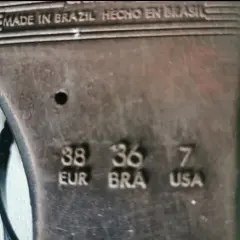 MADE IN BRAZIL HECHO EN BRASIL
38 36 7
EUR BRA USA